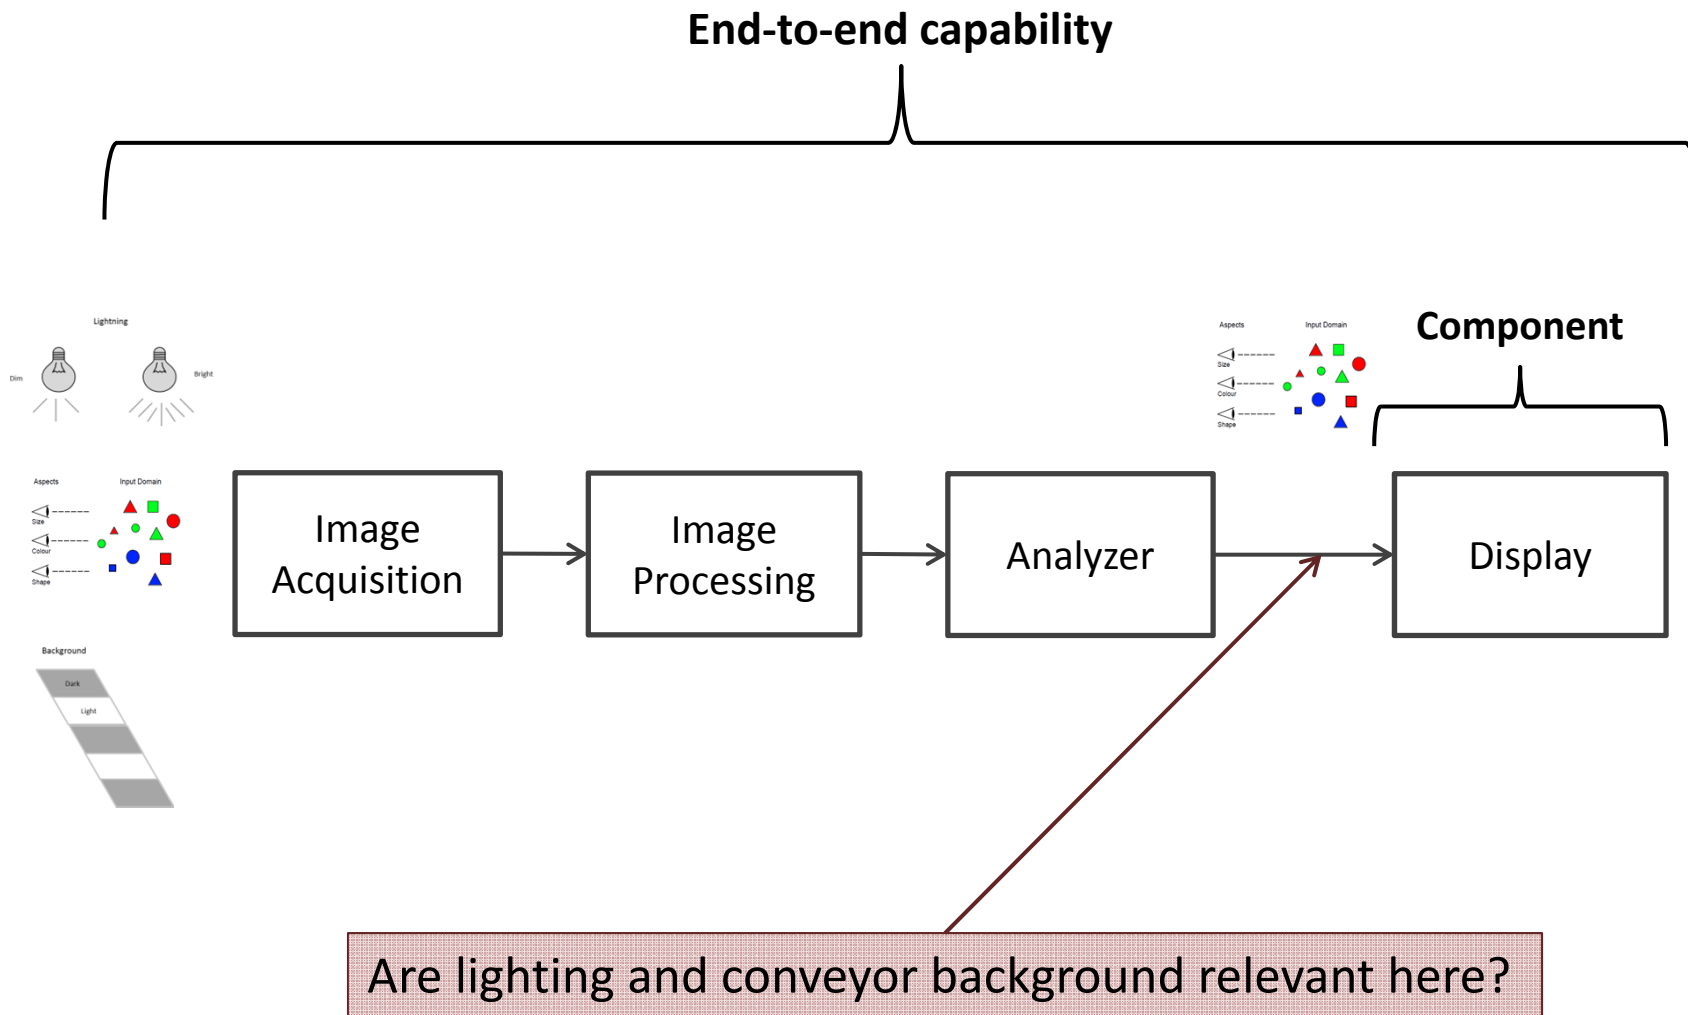 End-to-end capability
Lightning
Dim
Bright
Aspects
Input Domain
Size
Colour
Shape
Component
Aspects
Input Domain
Size
Colour
Shape
Image
Acquisition
Image
Processing
Analyzer
Display
Background
Dark
Light
Are lighting and conveyor background relevant here?